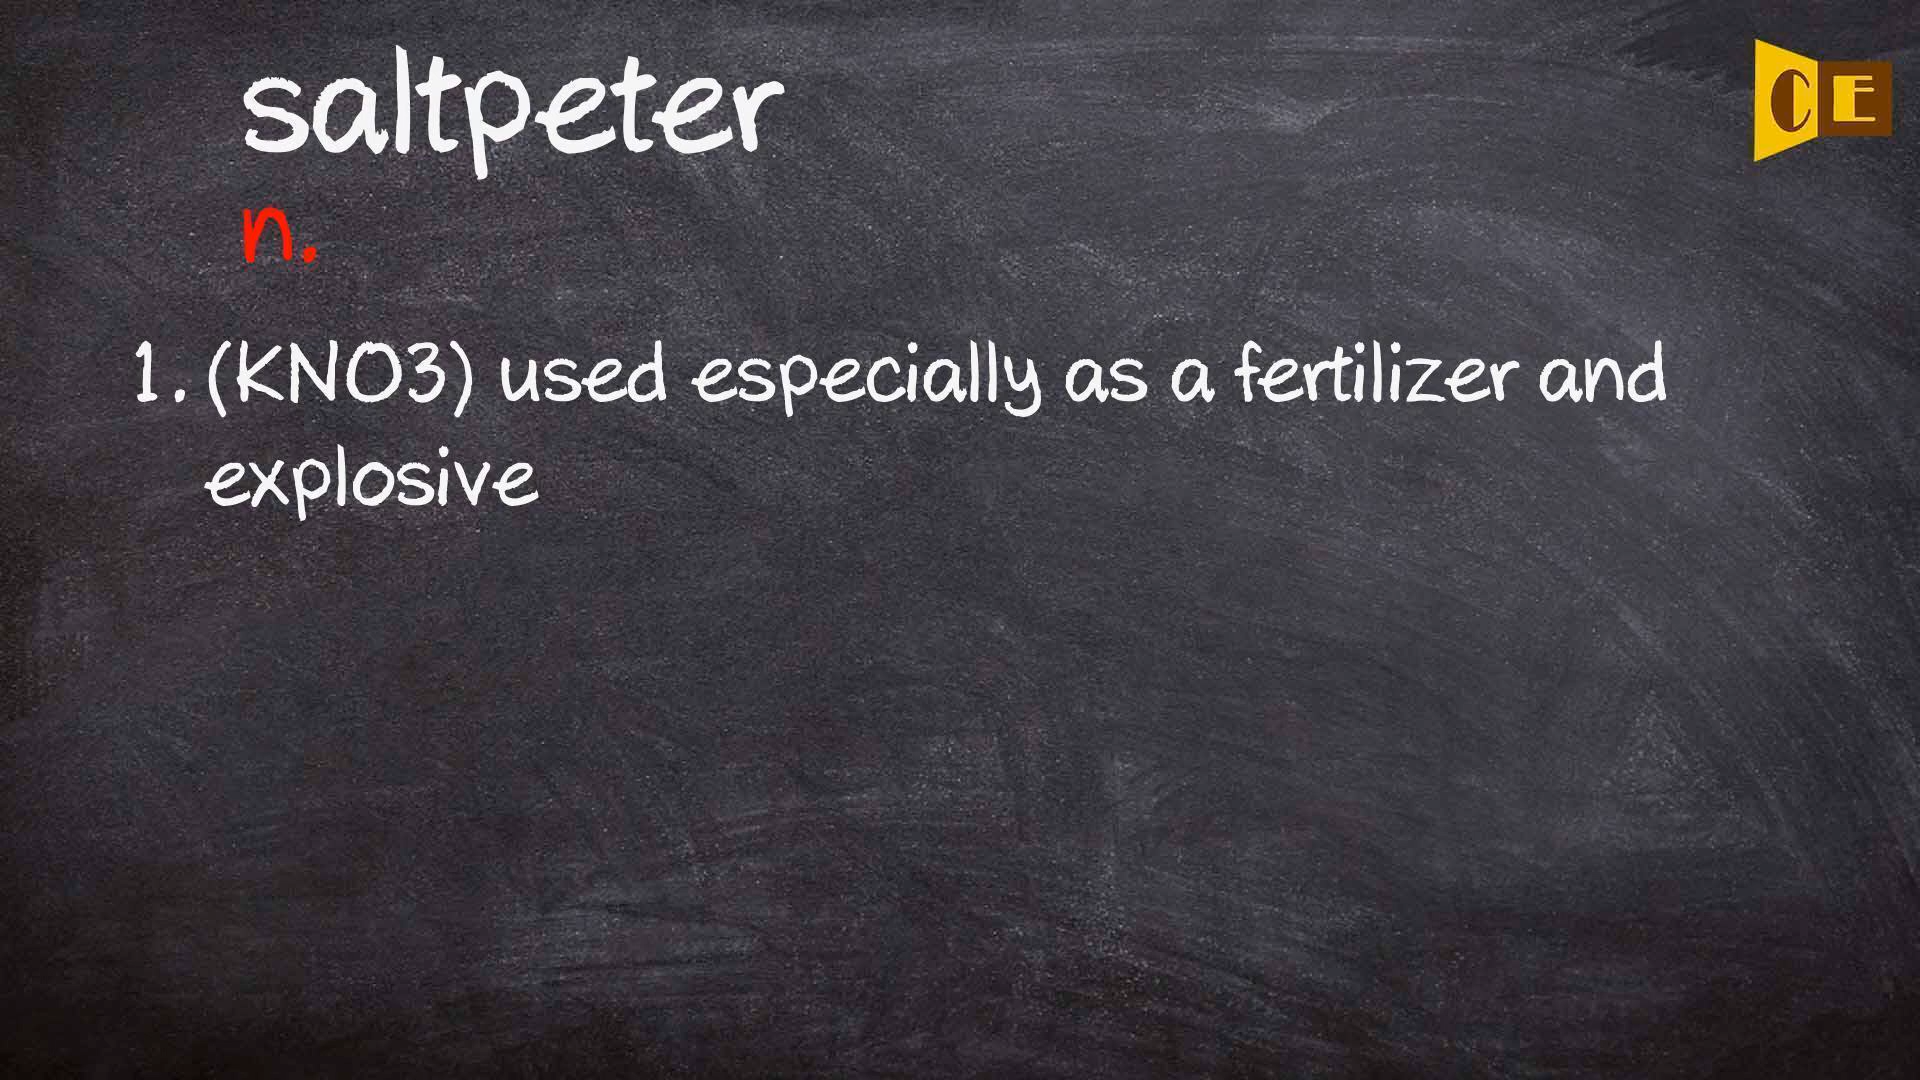 saltpeter
CE
n.
1. (KNO3) used especially as a fertilizer and
explosive